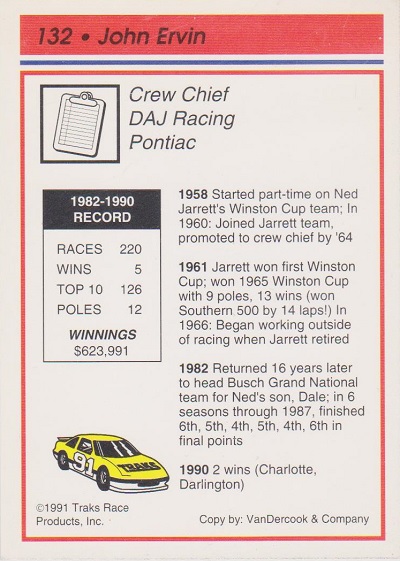 132 • John Ervin
Crew Chief
DAJ Racing
Pontiac
1982-1990
RECORD
RACES 220
WINS 5
TOP 10 126
POLES 12
WINNINGS
$623,991
1958 Started part-time on Ned
Jarrett's Winston Cup team; In
1960: Joined Jarrett team,
promoted to crew chief by '64
1961 Jarrett won first Winston
Cup; won 1965 Winston Cup
with 9 poles, 13 wins (won
Southern 500 by 14 laps!) In
1966: Began working outside
of racing when Jarrett retired
1982 Returned 16 years later
to head Busch Grand National
team for Ned's son, Dale; in 6
seasons through 1987, finished
6th, 5th, 4th, 5th, 4th, 6th in
final points
1990 2 wins (Charlotte,
Darlington)
91
TRAKS
©1991 Traks Race
Products, Inc.
Copy by: VanDercook & Company